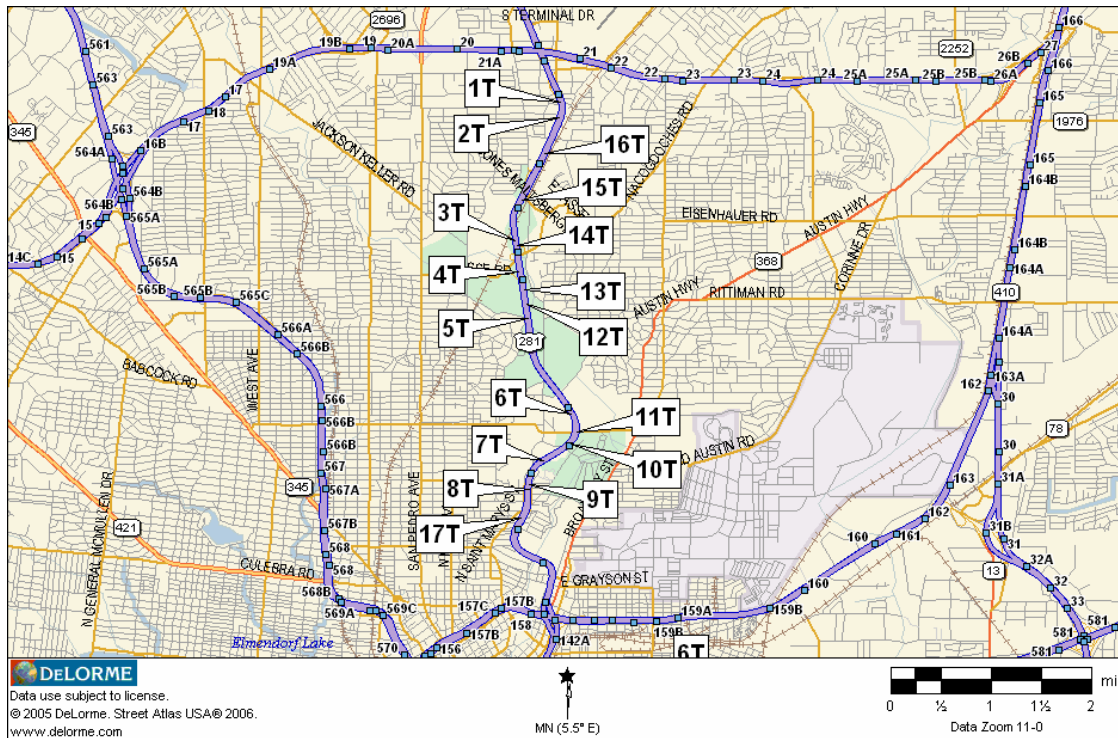 S TERMINAL DR
2696
166
561
19B
19
20A
20
21A
21
22
22
23
23
24
24
25A
25A
25B
25B
26A
26B
27
2252
166
563
19A
17
18
17
1T
2T
16T
165
1976
345
563
564A
16B
JACKSON KELLER RD
JONES MALTSBERGER
NACOGDOCHES RD
15T
165
164B
564B
564B
565A
3T
14T
EISENHAUER RD
AUSTIN HWY
CORINNE DR
14C
15
15
4T
13T
368
164B
164A
565A
565B
565B
565C
AUSTIN HWY
RITTIMAN RD
410
5T
12T
281
566A
566B
164A
BABCOCK RD
WEST AVE
162
163A
30
566
566B
566B
6T
11T
78
30
7T
10T
AUSTIN RD
567
567A
345
31A
163
N GENERAL MCMULLEN DR
SAN PEDRO AVE
N SAINT MARYS ST
8T
9T
421
567B
17T
162
161
160
31B
31
568
568
13
32A
32
33
CULEBRA RD
568B
569A
569C
E GRAYSON ST
160
157C
157B
158
157B
159A
159B
159B
Elmendorf Lake
570
156
142A
6T
581
581
DELORME
Data use subject to license.
© 2005 DeLorme. Street Atlas USA® 2006.
www.delorme.com
MN (5.5° E)
mi
0 ½ 1 1½ 2
Data Zoom 11-0